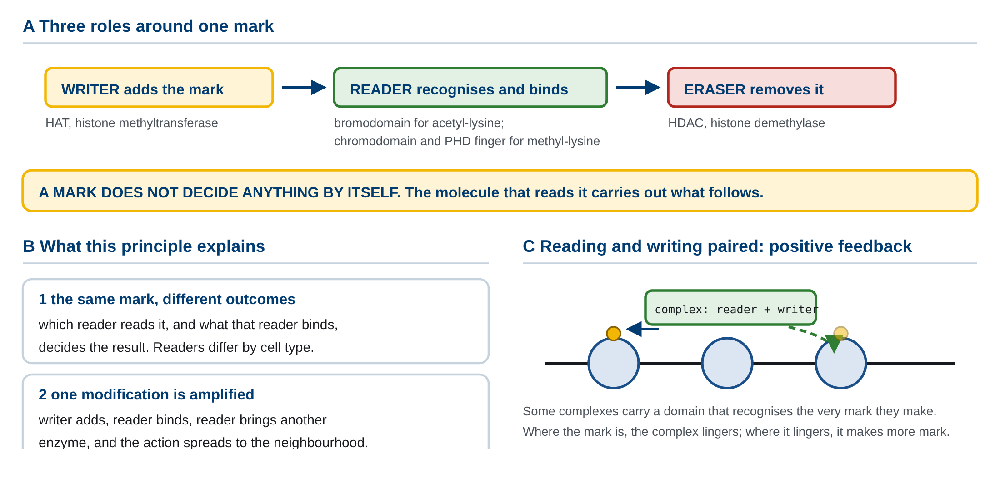 A Three roles around one mark
WRITER adds the mark
READER recognises and binds
ERASER removes it
HAT, histone methyltransferase
bromodomain for acetyl-lysine;
chromodomain and PHD finger for methyl-lysine
HDAC, histone demethylase
A MARK DOES NOT DECIDE ANYTHING BY ITSELF. The molecule that reads it carries out what follows.
B What this principle explains
1 the same mark, different outcomes
which reader reads it, and what that reader binds,
decides the result. Readers differ by cell type.
2 one modification is amplified
writer adds, reader binds, reader brings another
enzyme, and the action spreads to the neighbourhood.
C Reading and writing paired: positive feedback
complex: reader + writer
Some complexes carry a domain that recognises the very mark they make.
Where the mark is, the complex lingers; where it lingers, it makes more mark.